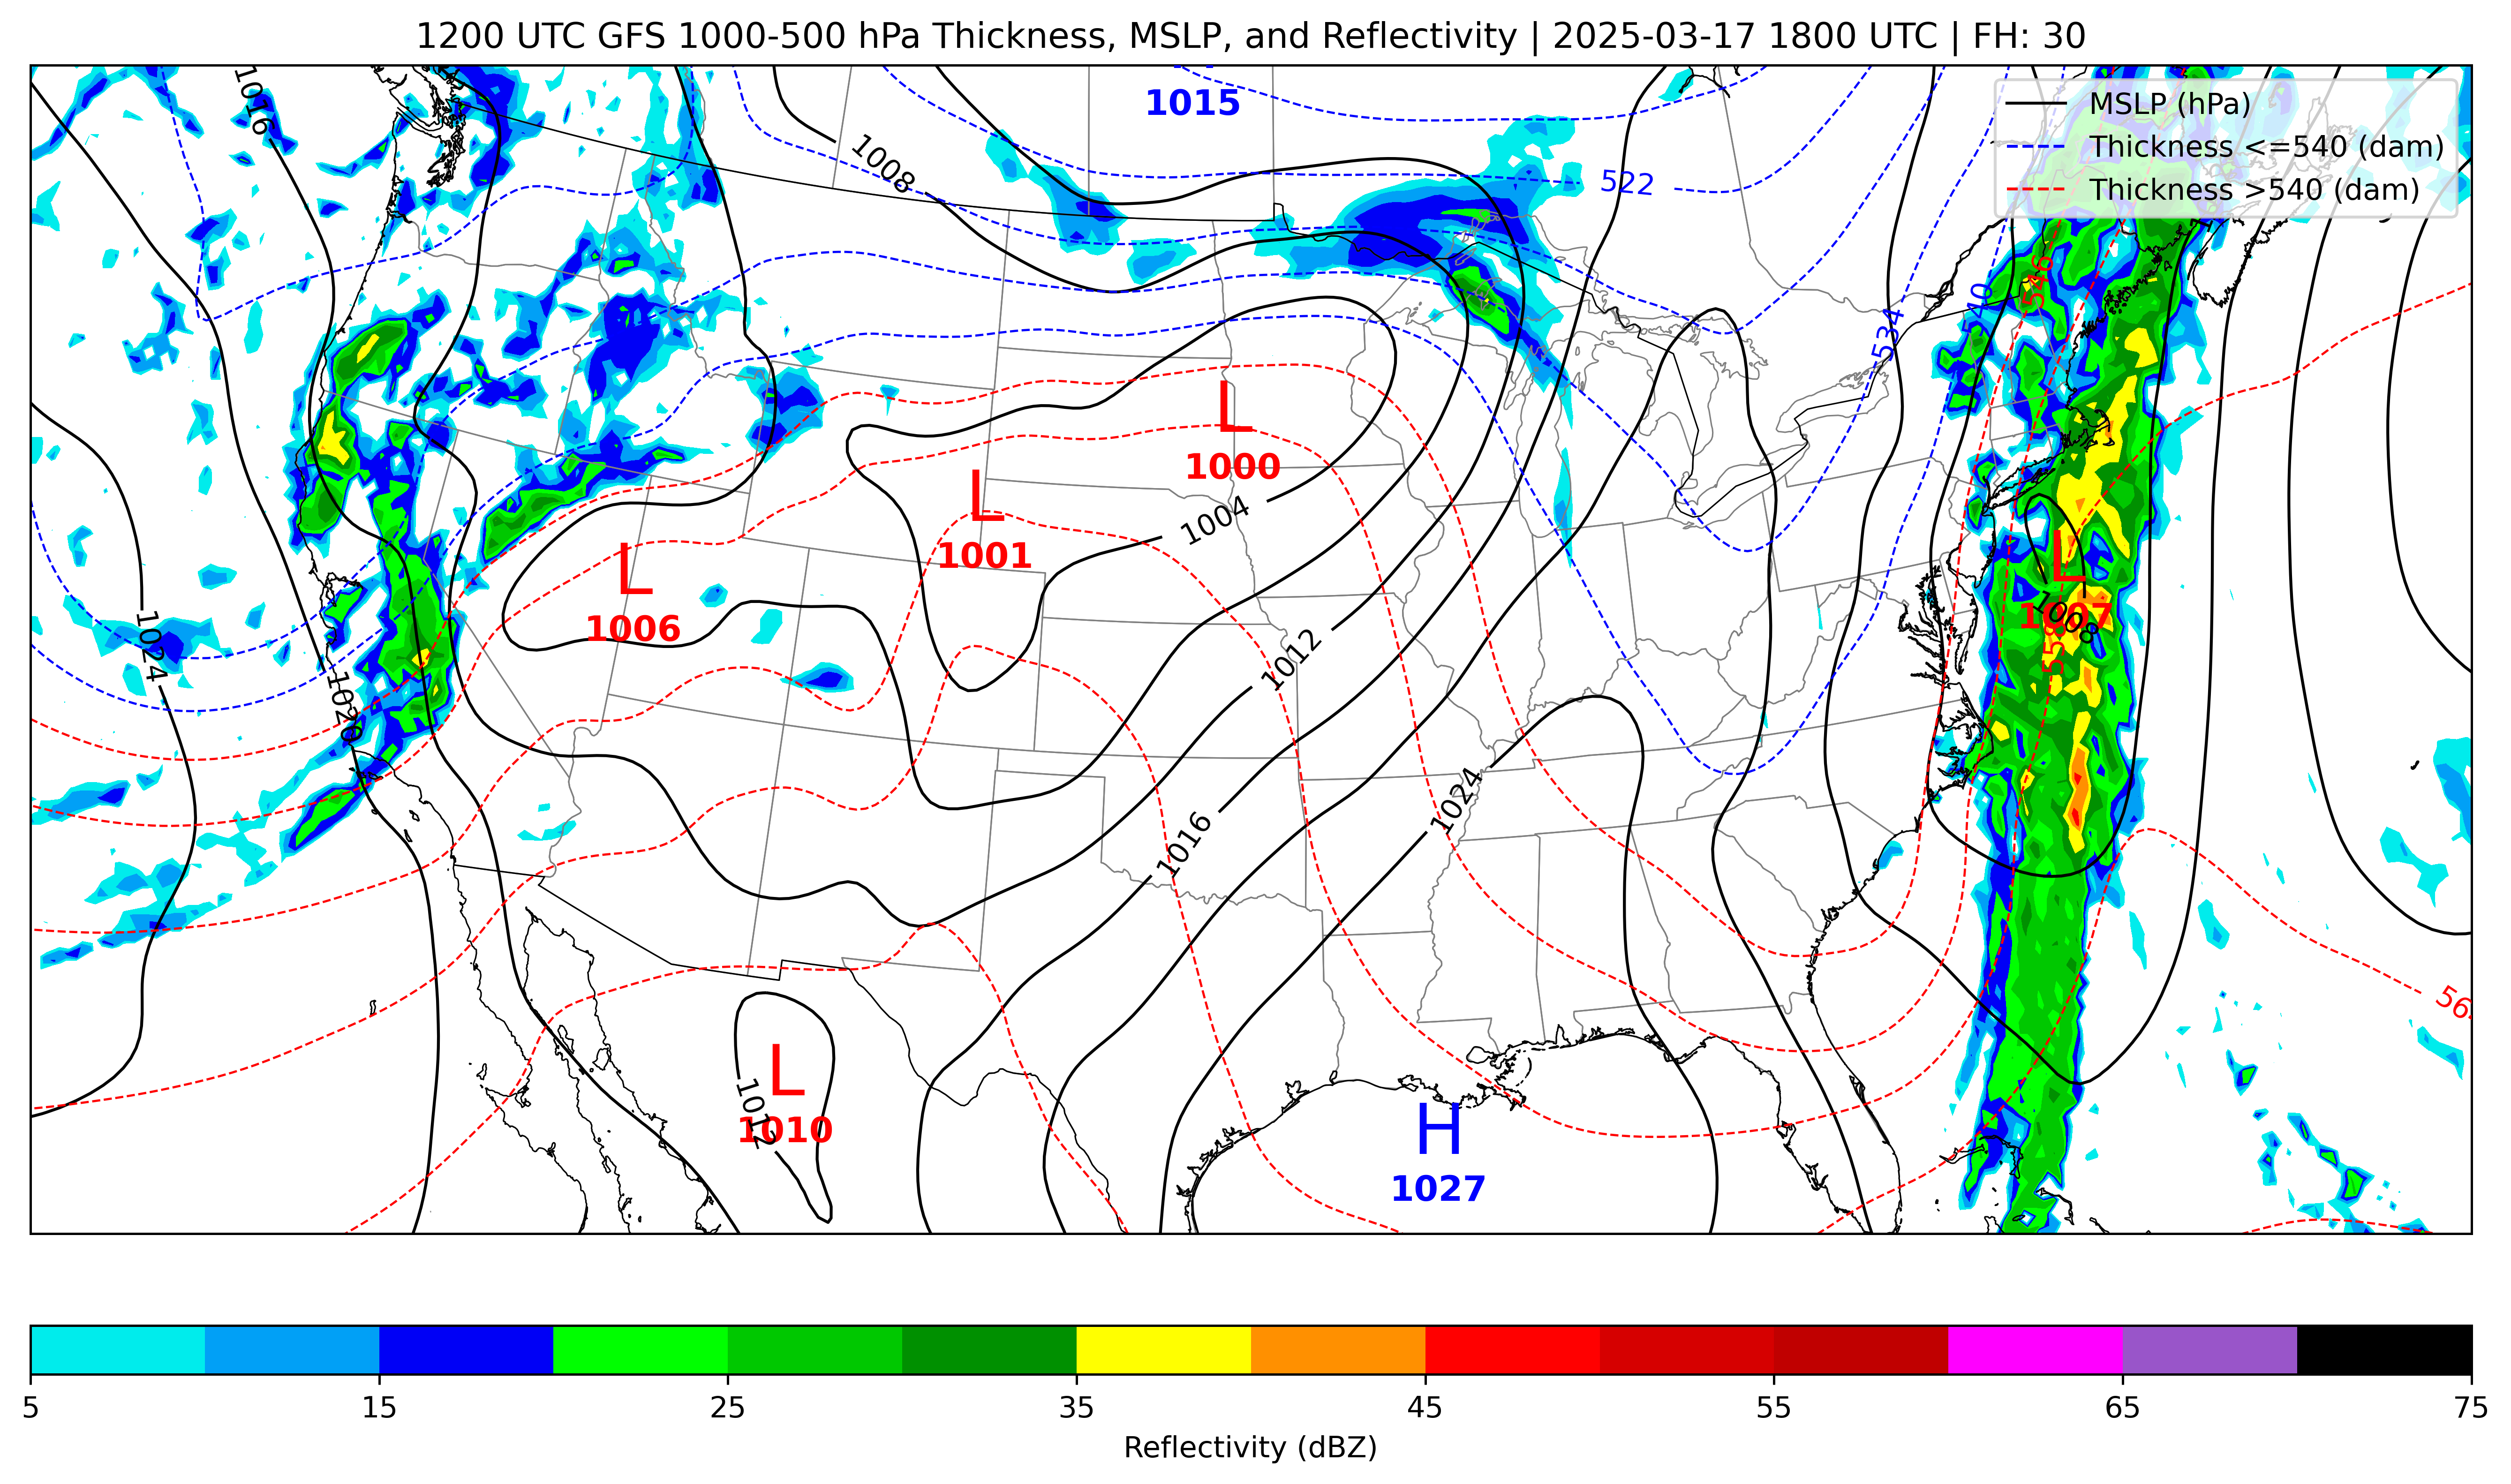 1200 UTC GFS 1000-500 hPa Thickness, MSLP, and Reflectivity | 2025-03-17 1800 UTC | FH: 30
MSLP (hPa)
Thickness <=540 (dam)
Thickness >540 (dam)
1016
1015
1008
522
546
540
534
L
1000
L
1001
1004
L
1006
L
1007
1008
558
1024
1020
1012
1016
1024
L
1010
1012
H
1027
5
15
25
35
45
55
65
75
Reflectivity (dBZ)